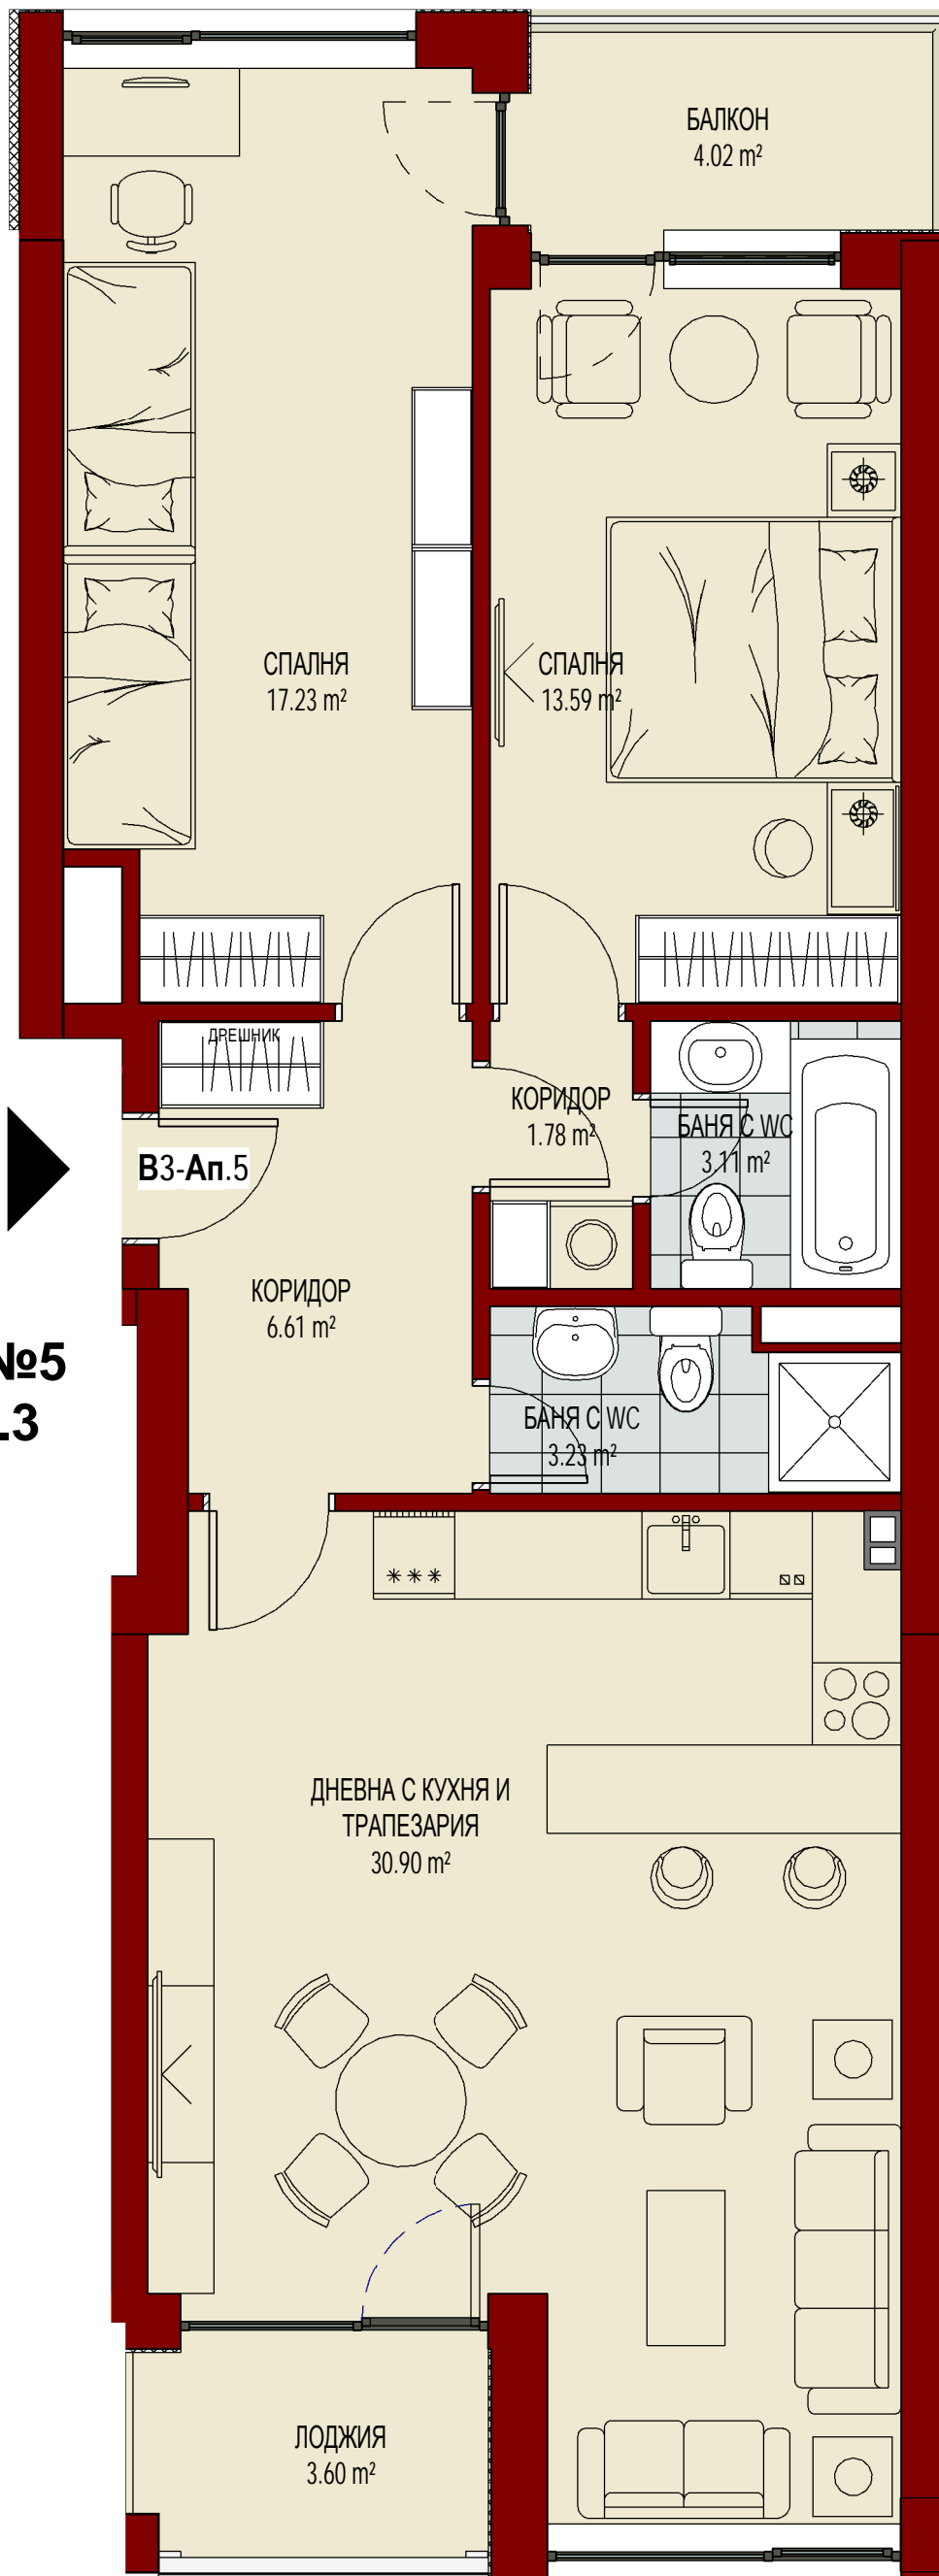 БАЛКОН
4.02 m²
СПАЛНЯ
17.23 m²
СПАЛНЯ
13.59 m²
ДРЕШНИК
КОРИДОР
1.78 m²
БАНЯ С WC
3.11 m²
В3-Ап.5
КОРИДОР
6.61 m²
№5
.3
БАНЯ С WC
3.23 m²
ДНЕВНА С КУХНЯ И
ТРАПЕЗАРИЯ
30.90 m²
ЛОДЖИЯ
3.60 m²